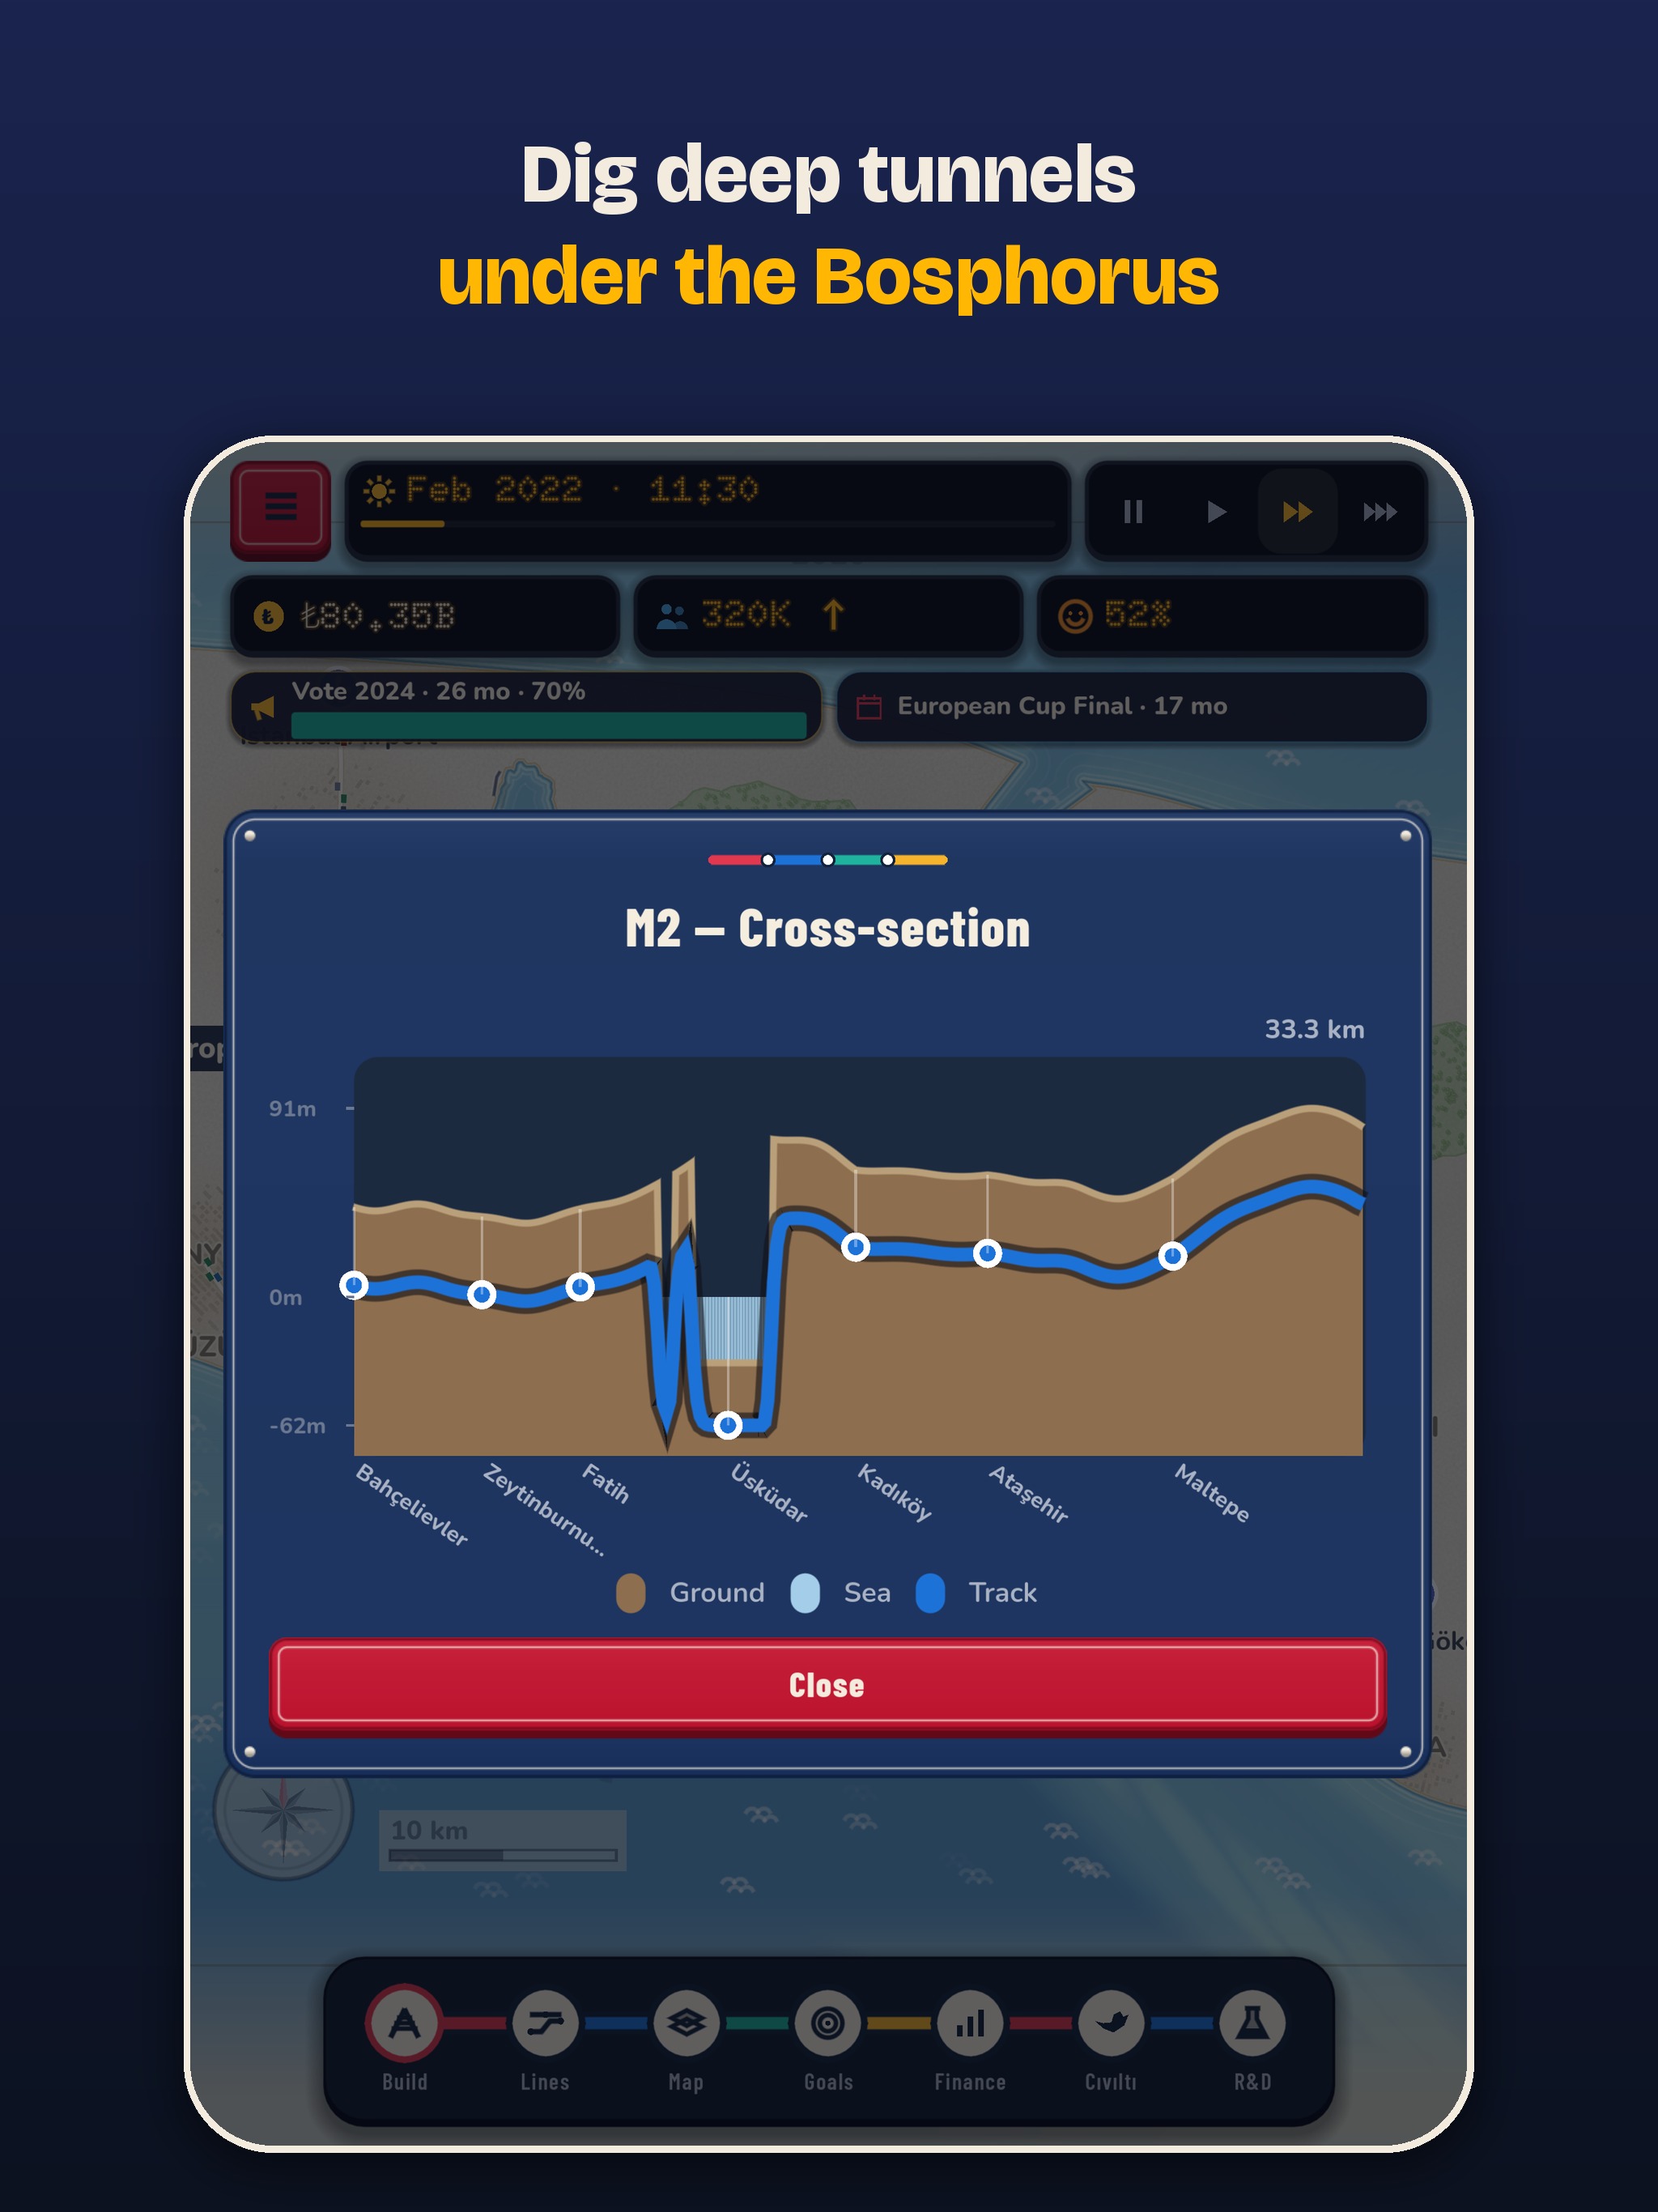 Dig deep tunnels
under the Bosphorus
Feb 2022 · 11:30
₺80.35B
320K ↑
52%
Vote 2024 · 26 mo · 70%
European Cup Final · 17 mo
M2 — Cross-section
33.3 km
91m
0m
-62m
Bahçelievler
Zeytinburnu...
Fatih
Üsküdar
Kadıköy
Ataşehir
Maltepe
Ground
Sea
Track
Close
10 km
Build
Lines
Map
Goals
Finance
Cıvıltı
R&D